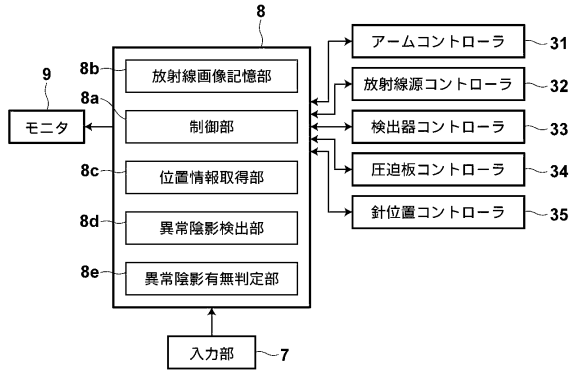 8
9
モニタ
8b
放射線画像記憶部
8a
制御部
8c
位置情報取得部
8d
異常陰影検出部
8e
異常陰影有無判定部
アームコントローラ
31
放射線源コントローラ
32
検出器コントローラ
33
圧迫板コントローラ
34
針位置コントローラ
35
入力部
7